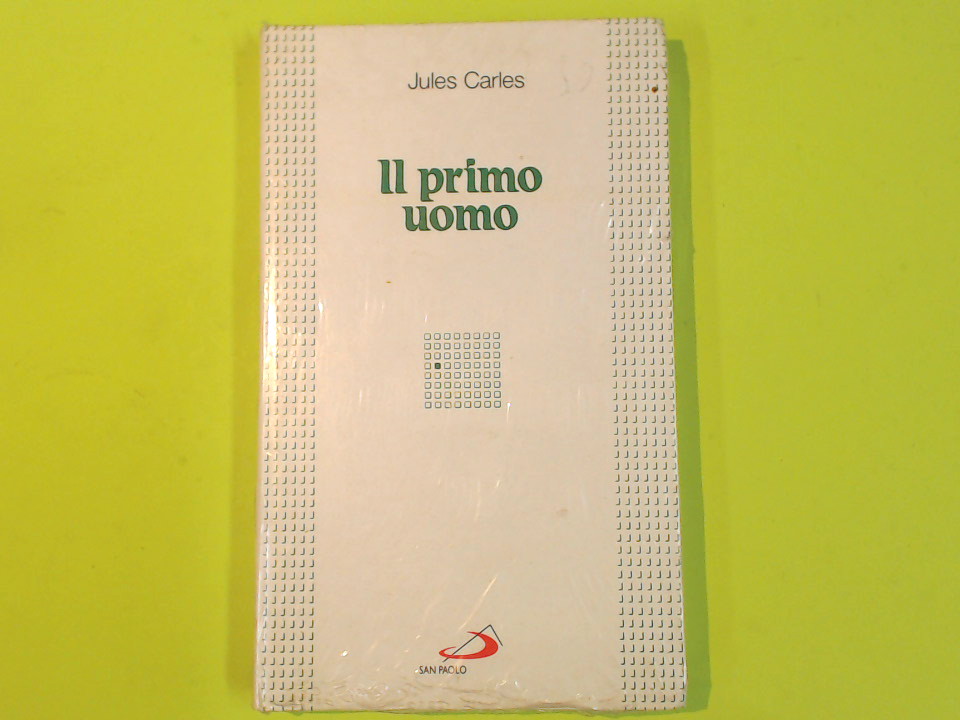 Jules Carles
Il primo
uomo
SAN PAOLO